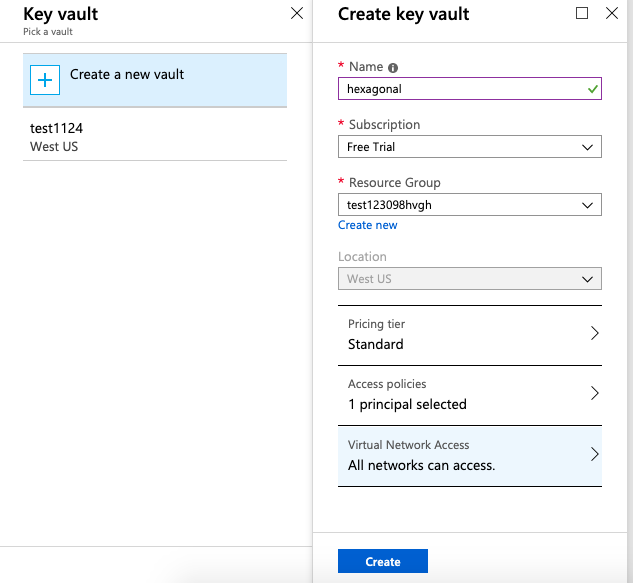 Key vault
Pick a vault
Create a new vault
test1124
West US
Create key vault
* Name
hexagonal
* Subscription
Free Trial
* Resource Group
test123098hvgh
Create new
Location
West US
Pricing tier
Standard
Access policies
1 principal selected
Virtual Network Access
All networks can access.
Create